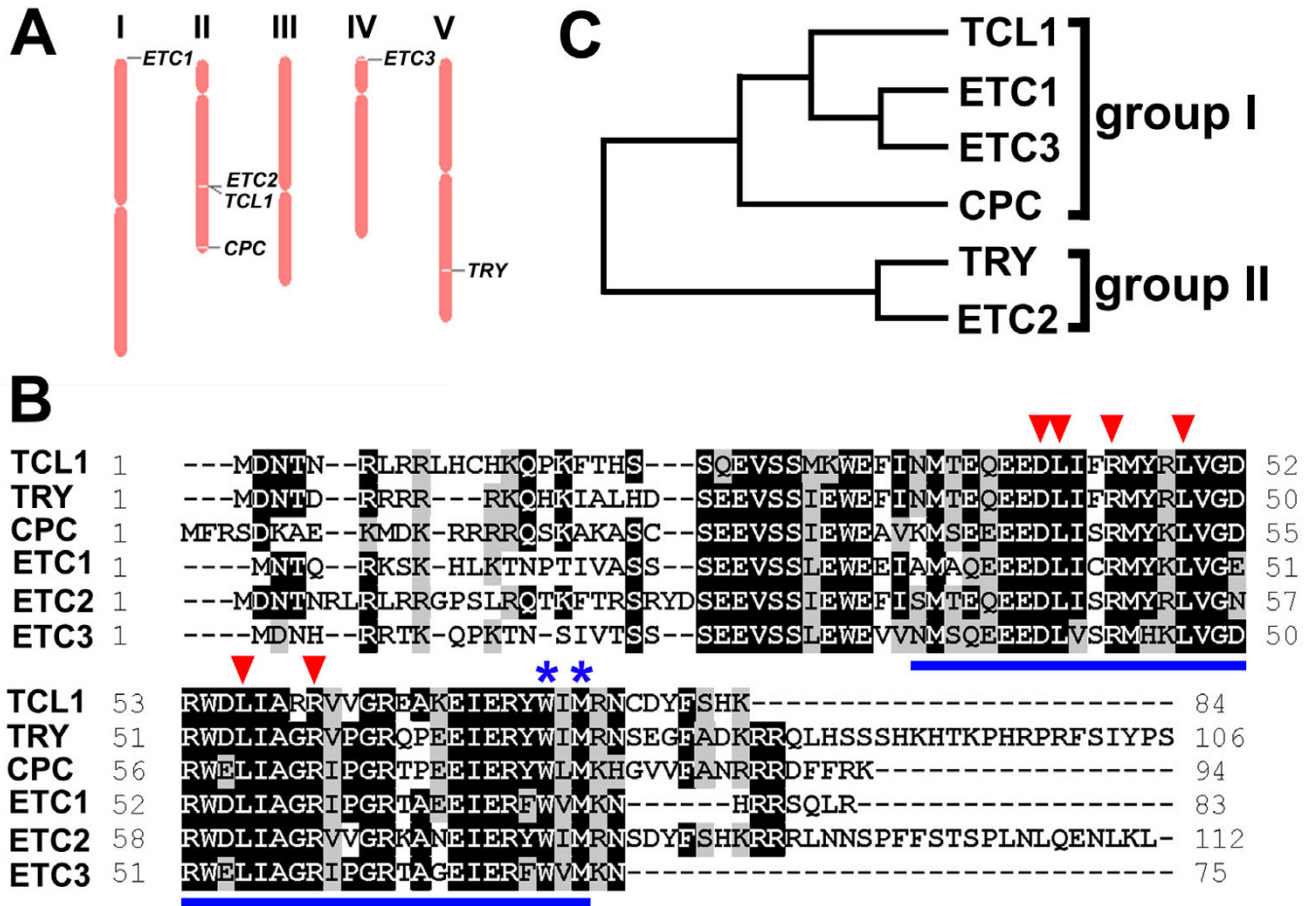 A
I II III IV V
ETC1
ETC3
ETC2
TCL1
CPC
TRY
C
TCL1
ETC1
ETC3
CPC
group I
TRY
ETC2
group II
B
TCL1 1 ---MDNTN--RLRRLHCHKQPKFTHS---SQEVSSMKWEFINMTEQEEDLIFRMYRLVGD 52
TRY 1 ---MDNTD--RRRR---RKQHKIALHD--SEEVSSIEWEFINMTEQEEDLIFRMYRLVGD 50
CPC 1 MFRSDKAE--KMDK-RRRRQSKAKASC--SEEVSSIEWEAVKMSEEEEDLISRMYKLVGD 55
ETC1 1 ----MNTQ--RKSK-HLKTNPTIVASS--SEEVSSLEWEEIAMAQEEEDLICRMYKLVGE 51
ETC2 1 ---MDNTNRLRLRRGPSLRQTKFTRSRYDSEEVSSIEWEFISMTEQEEDLISRMYRLVGN 57
ETC3 1 ----MDNH--RRTK-QPKTN-SIVTSS--SEEVSSLEWEVVNMSQEEEDLVSRMHKLVGD 50
* *
TCL1 53 RWDLIARRVVGREAKEIERYWIMRNCDYFSHK------------------------ 84
TRY 51 RWDLIAGRVPGRQPEEIERYWIMRNSEGFADKRRQLHSSSHKHTKPHRPRFSIYPS 106
CPC 56 RWELIAGRIPGRTPEEIERYWLMKHGVVFANRRRDFFRK----------------- 94
ETC1 52 RWDLIAGRIPGRTAEEIERFWVMKN------HRRSQLR------------------ 83
ETC2 58 RWDLIAGRVVGRKANEIERYWIMRNSDYFSHKRRRLNNSPFFSTSPLNLQENLKL- 112
ETC3 51 RWELIAGRIPGRTAGEIERFWVMKN------------------------------- 75